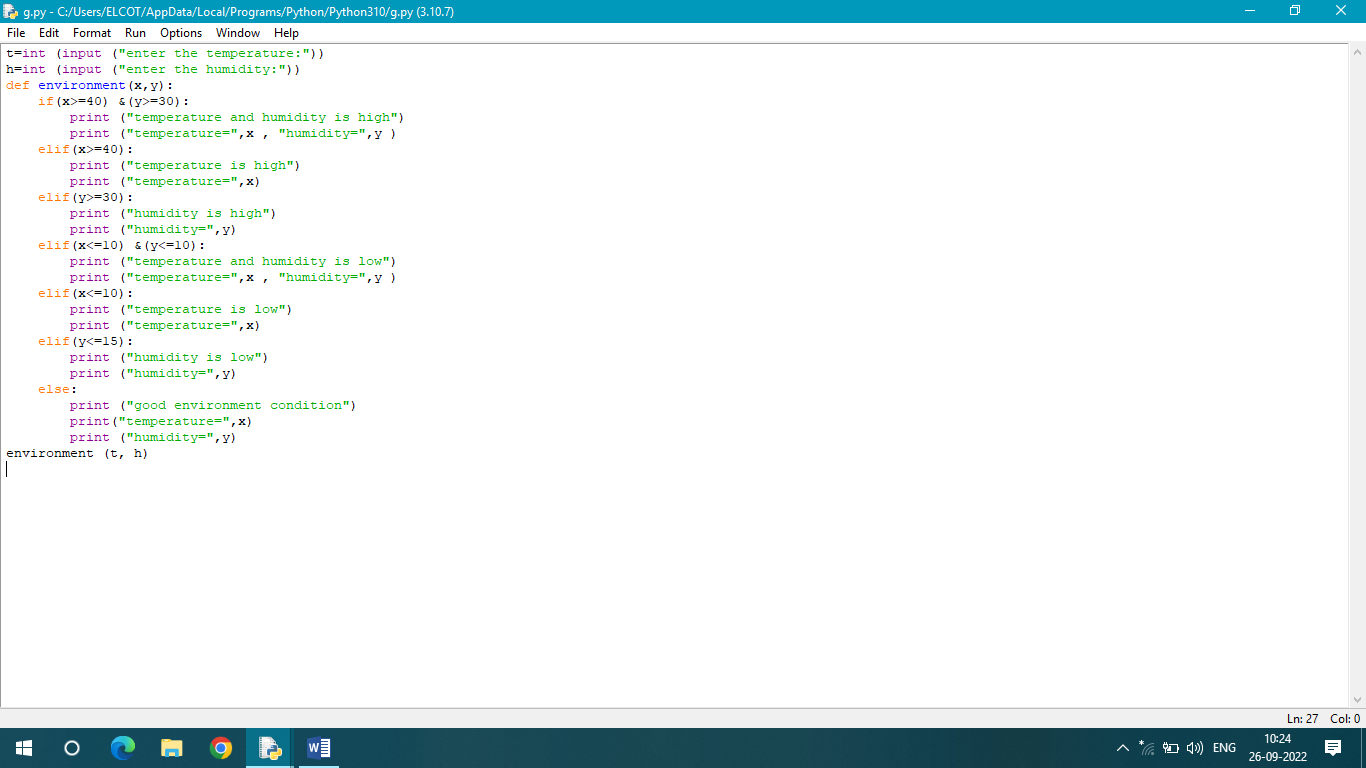 g.py - C:/Users/ELCOT/AppData/Local/Programs/Python/Python310/g.py (3.10.7)
File Edit Format Run Options Window Help
t=int (input ("enter the temperature:"))
h=int (input ("enter the humidity:"))
def environment(x,y):
    if(x>=40) &(y>=30):
        print ("temperature and humidity is high")
        print ("temperature=",x , "humidity=",y )
    elif(x>=40):
        print ("temperature is high")
        print ("temperature=",x)
    elif(y>=30):
        print ("humidity is high")
        print ("humidity=",y)
    elif(x<=10) &(y<=10):
        print ("temperature and humidity is low")
        print ("temperature=",x , "humidity=",y )
    elif(x<=10):
        print ("temperature is low")
        print ("temperature=",x)
    elif(y<=15):
        print ("humidity is low")
        print ("humidity=",y)
    else:
        print ("good environment condition")
        print("temperature=",x)
        print ("humidity=",y)
environment (t, h)
Ln: 27 Col: 0
ENG
10:24
26-09-2022